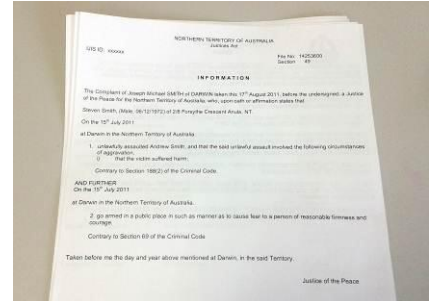 NORTHERN TERRITORY OF AUSTRALIA
Justices Act
UIS ID: xxxxxx
File No: 14253600
Section 49
INFORMATION
The Complaint of Joseph Michael SMITH of DARWIN taken this 17th August 2011, before the undersigned, a Justice
of the Peace for the Northern Territory of Australia, who, upon oath or affirmation states that
Steven Smith, (Male, 06/12/1972) of 2/8 Forsythe Crescent Anula, NT
On the 15th July 2011
at Darwin in the Northern Territory of Australia.
1. unlawfully assaulted Andrew Smith, and that the said unlawful assault involved the following circumstances
of aggravation,
i) that the victim suffered harm.
Contrary to Section 188(2) of the Criminal Code.
AND FURTHER
On the 15th July 2011
at Darwin in the Northern Territory of Australia.
2. go armed in a public place in such manner as to cause fear to a person of reasonable firmness and
courage.
Contrary to Section 69 of the Criminal Code
Taken before me the day and year above mentioned at Darwin, in the said Territory.
Justice of the Peace